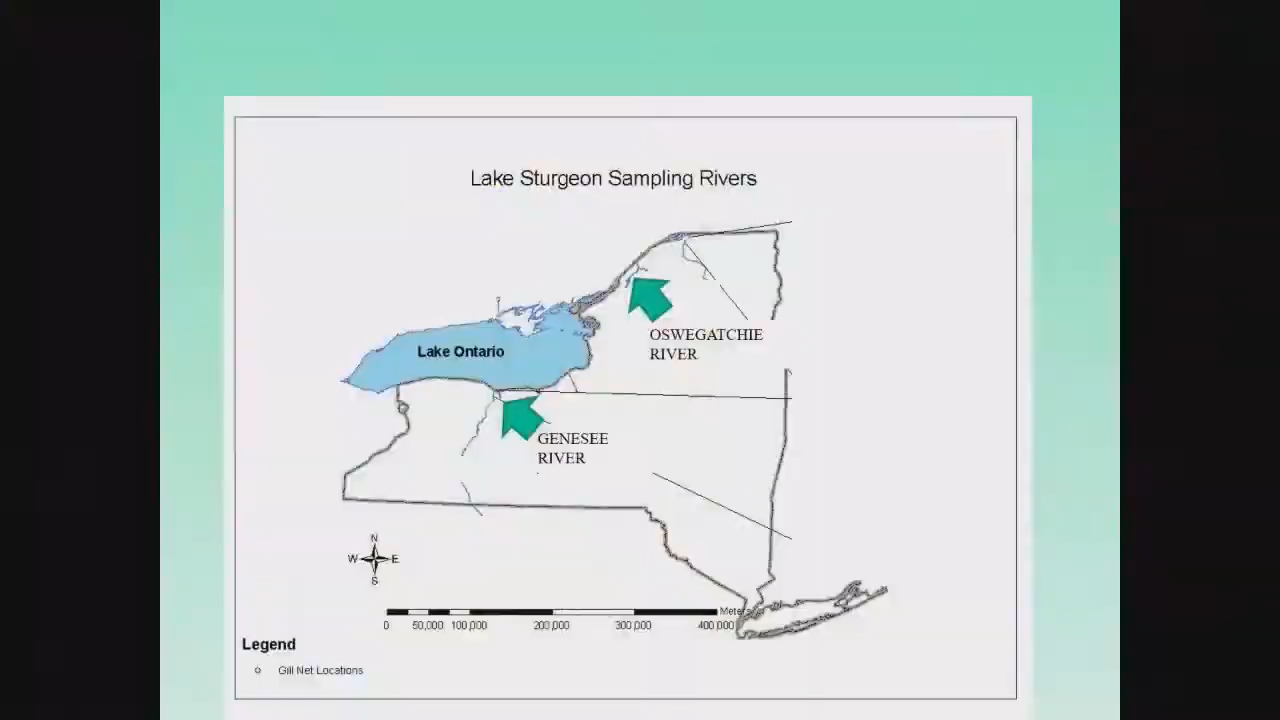 Lake Sturgeon Sampling Rivers
OSWEGATCHIE
RIVER
Lake Ontario
GENESEE
RIVER
N
W
E
S
Meters
0
50,000
100,000
200,000
300,000
400,000
Legend
Gill Net Locations